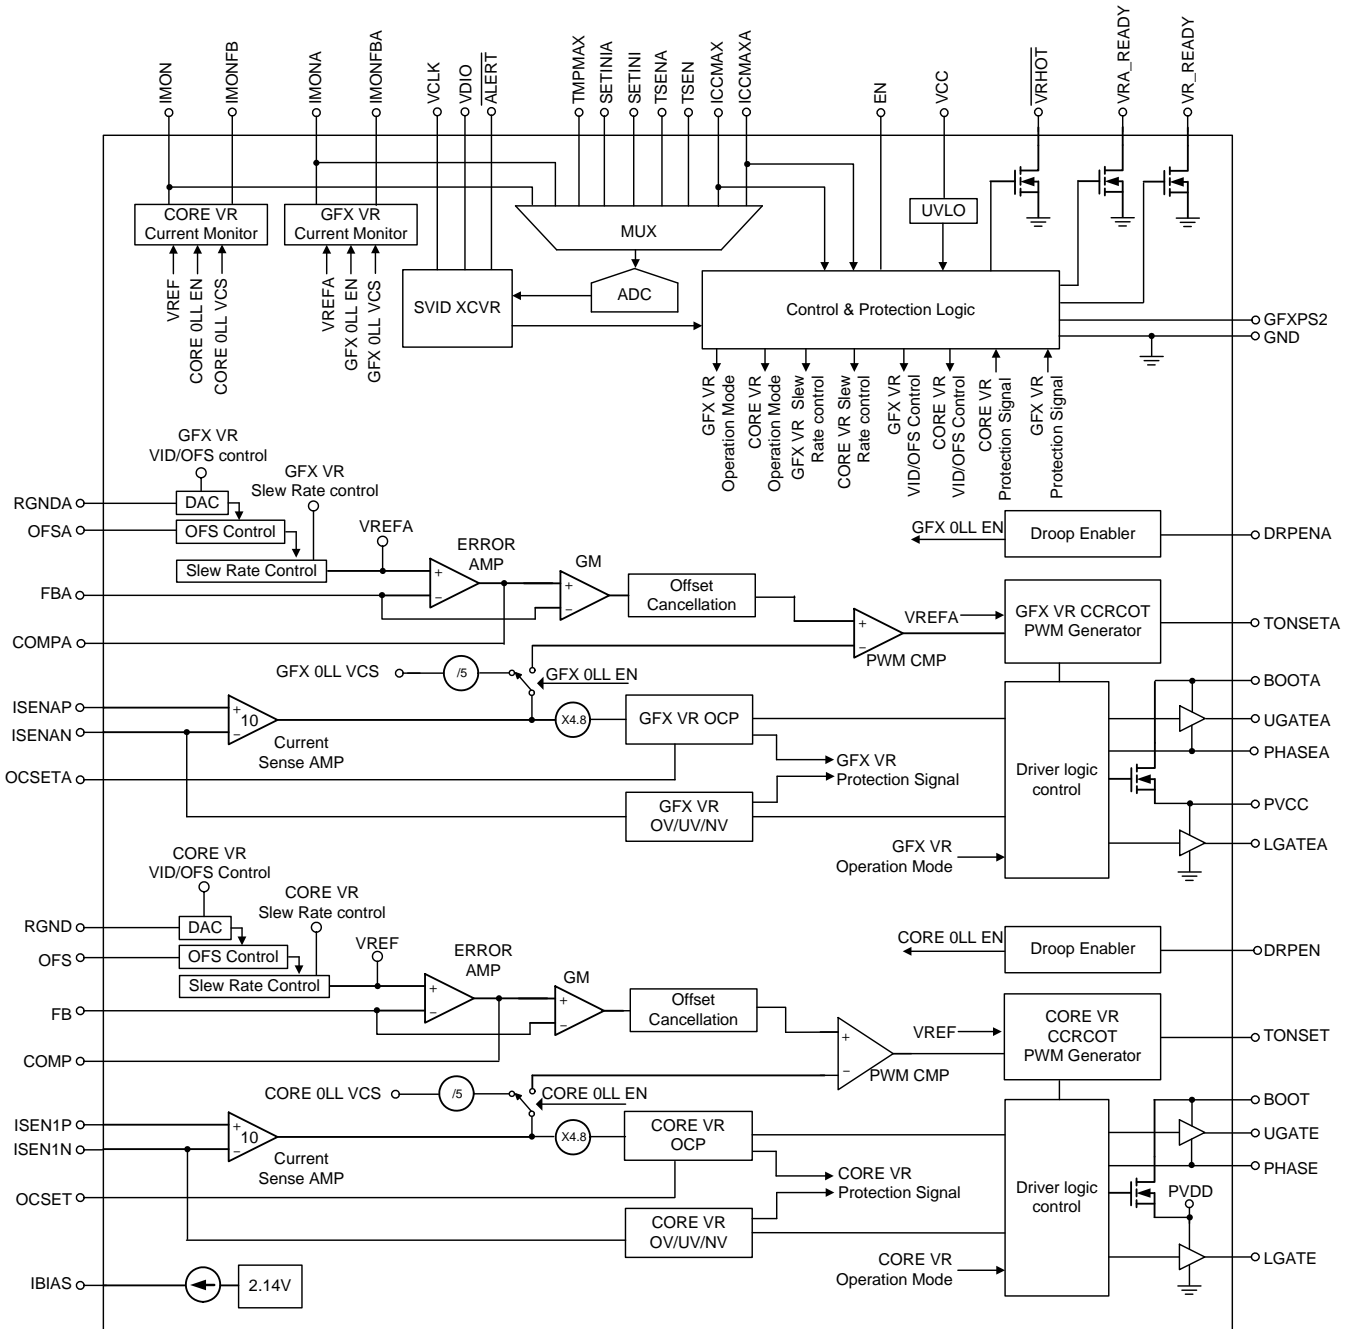 IMON
IMONFB
IMONA
IMONFBA
VCLK
VDIO
ALERT
TMPMAX
SETINIA
SETINI
TSENA
TSEN
ICCMAX
ICCMAXA
EN
VCC
VRHOT
VRA_READY
VR_READY
CORE VR
Current Monitor
GFX VR
Current Monitor
MUX
UVLO
VREF
CORE 0LL EN
CORE 0LL VCS
VREFA
GFX 0LL EN
GFX 0LL VCS
SVID XCVR
ADC
Control & Protection Logic
GFXPS2
GND
GFX VR
Operation Mode
CORE VR
Operation Mode
GFX VR Slew
Rate control
CORE VR Slew
Rate control
GFX VR
VID/OFS Control
CORE VR
VID/OFS Control
CORE VR
Protection Signal
GFX VR
Protection Signal
GFX VR
VID/OFS control
GFX VR
Slew Rate control
RGNDA
DAC
OFSA
OFS Control
VREFA
Slew Rate Control
ERROR
AMP
GM
+
−
+
−
FBA
COMPA
Offset
Cancellation
GFX 0LL EN
Droop Enabler
DRPENA
VREFA
GFX VR CCRCOT
PWM Generator
TONSETA
+
−
PWM CMP
GFX 0LL VCS
/5
GFX 0LL EN
BOOTA
ISENAP
ISENAN
+
−
10
Current
Sense AMP
X4.8
GFX VR OCP
UGATEA
PHASEA
OCSETA
GFX VR
Protection Signal
Driver logic
control
PVCC
GFX VR
OV/UV/NV
GFX VR
Operation Mode
LGATEA
CORE VR
VID/OFS Control
CORE VR
Slew Rate control
RGND
DAC
OFS
OFS Control
VREF
Slew Rate Control
ERROR
AMP
GM
+
−
+
−
FB
COMP
Offset
Cancellation
CORE 0LL EN
Droop Enabler
DRPEN
VREF
CORE VR
CCRCOT
PWM Generator
TONSET
+
−
PWM CMP
CORE 0LL VCS
/5
CORE 0LL EN
BOOT
ISEN1P
ISEN1N
+
−
10
Current
Sense AMP
X4.8
CORE VR
OCP
UGATE
PHASE
OCSET
CORE VR
Protection Signal
Driver logic
control
PVDD
CORE VR
OV/UV/NV
CORE VR
Operation Mode
LGATE
IBIAS
2.14V